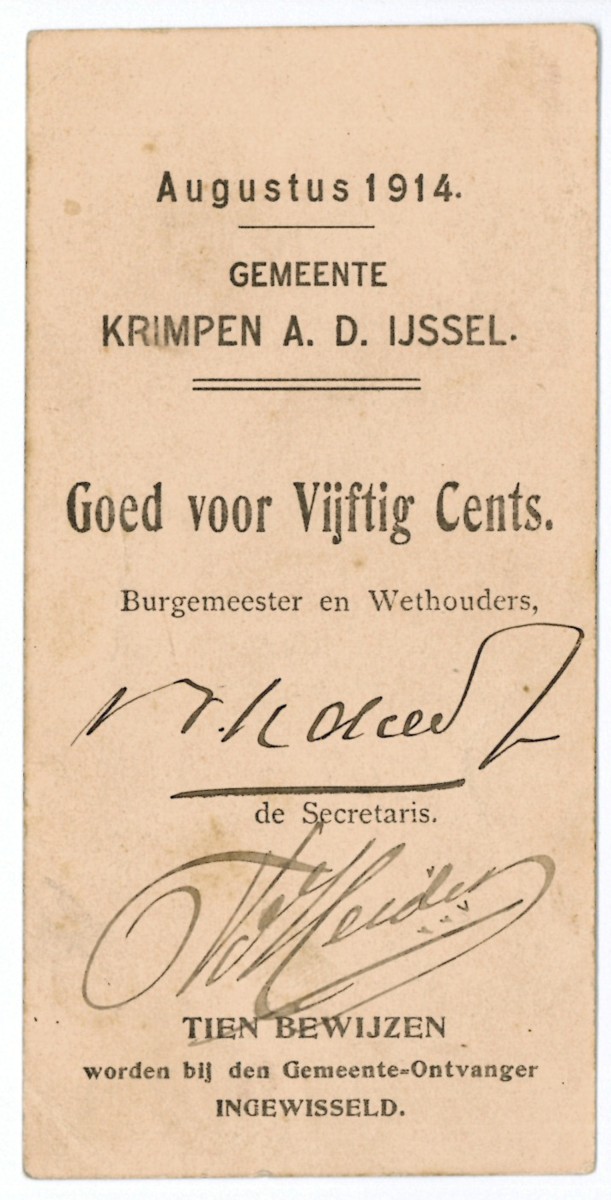 Augustus 1914.
GEMEENTE
KRIMPEN A. D. IJSSEL.
Goed voor Vijftig Cents.
Burgemeester en Wethouders,
de Secretaris.
TIEN BEWIJZEN
worden bij den Gemeente-Ontvanger
INGEWISSELD.